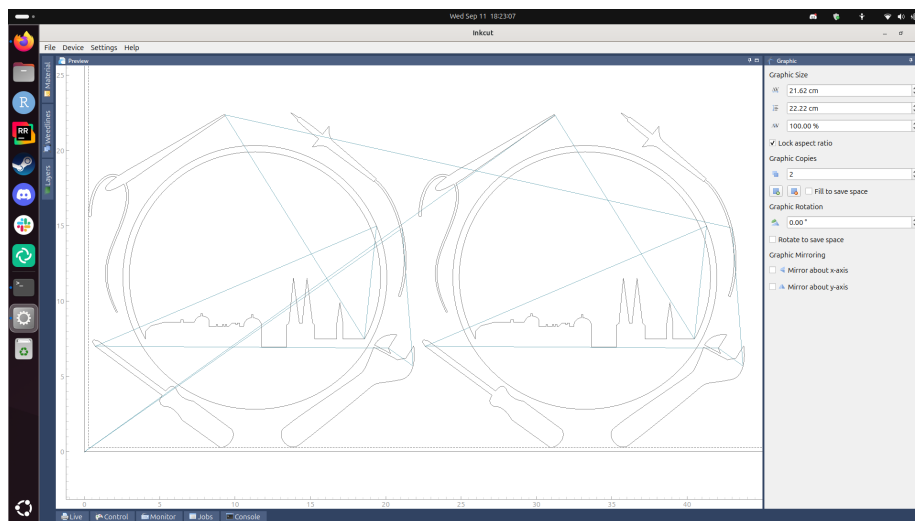 Wed Sep 11 18:23:07
Inkcut
File Device Settings Help
Material
Weedlines
Layers
Preview
25
20
15
10
5
0
0 5 10 15 20 25 30 35 40
Graphic
Graphic Size
21.62 cm
22.22 cm
100.00 %
Lock aspect ratio
Graphic Copies
2
Fill to save space
Graphic Rotation
0.00 °
Rotate to save space
Graphic Mirroring
Mirror about x-axis
Mirror about y-axis
Live Control Monitor Jobs Console
R
RR